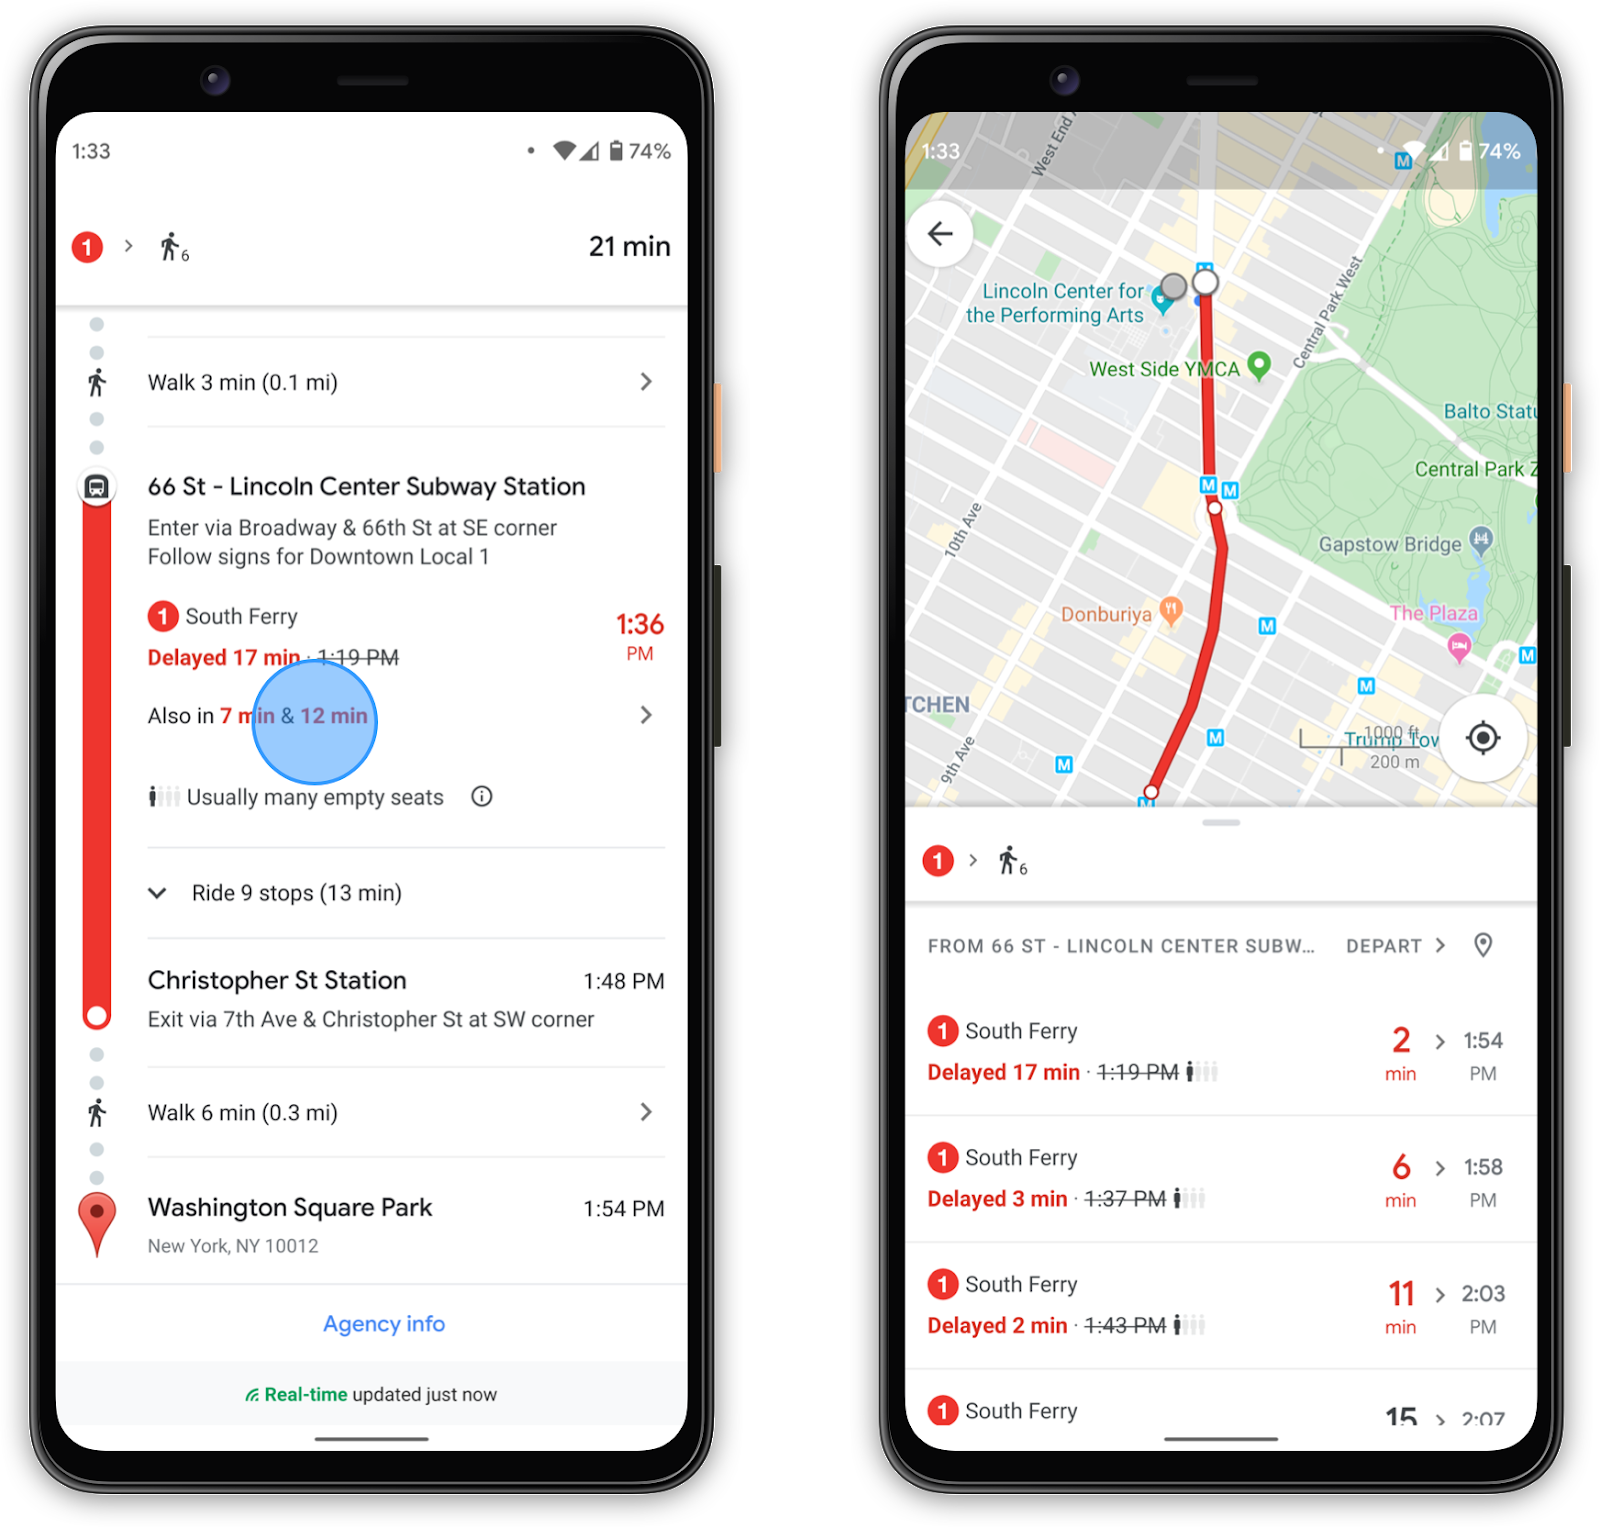 1:33
74%
1
6
21 min
Walk 3 min (0.1 mi)
66 St - Lincoln Center Subway Station
Enter via Broadway & 66th St at SE corner
Follow signs for Downtown Local 1
1 South Ferry
1:36
PM
Delayed 17 min · 1:19 PM
Also in 7 min & 12 min
Usually many empty seats
Ride 9 stops (13 min)
Christopher St Station
1:48 PM
Exit via 7th Ave & Christopher St at SW corner
Walk 6 min (0.3 mi)
Washington Square Park
1:54 PM
New York, NY 10012
Agency info
Real-time updated just now
1:33
74%
West End A
M
Lincoln Center for
the Performing Arts
Central Park West
West Side YMCA
Balto Statu
Central Park Z
M
M
10th Ave
Gapstow Bridge
Donburiya
The Plaza
M
M
M
TCHEN
M
M
9th Ave
Trump Tow
1000 ft
200 m
M
1
6
FROM 66 ST - LINCOLN CENTER SUBW...
DEPART
1 South Ferry
2
min
1:54
PM
Delayed 17 min · 1:19 PM
1 South Ferry
6
min
1:58
PM
Delayed 3 min · 1:37 PM
1 South Ferry
11
min
2:03
PM
Delayed 2 min · 1:43 PM
1 South Ferry
15
2:07